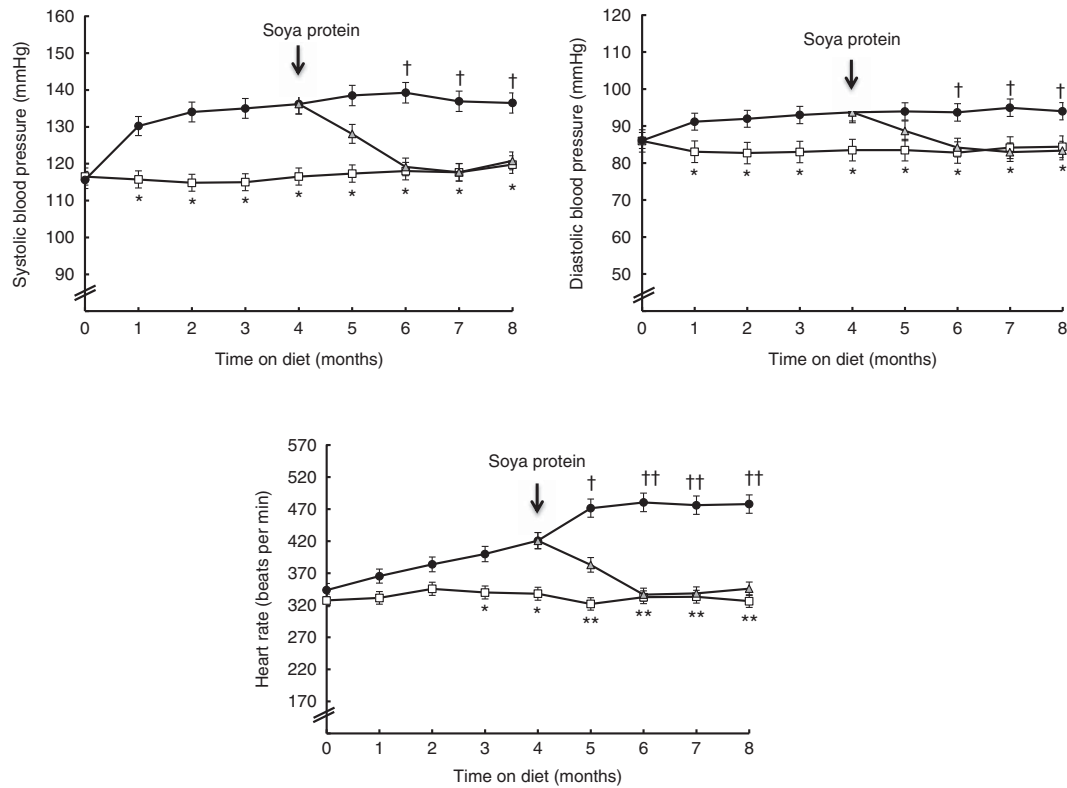 Systolic blood pressure (mmHg)
160
150
140
130
120
110
100
90
Soya protein
† † †
* * * * * * * *
0 1 2 3 4 5 6 7 8
Time on diet (months)
Diastolic blood pressure (mmHg)
120
110
100
90
80
70
60
50
Soya protein
† † †
* * * * * * * *
0 1 2 3 4 5 6 7 8
Time on diet (months)
Heart rate (beats per min)
570
520
470
420
370
320
270
220
170
Soya protein
† †† †† ††
* * ** ** ** **
0 1 2 3 4 5 6 7 8
Time on diet (months)